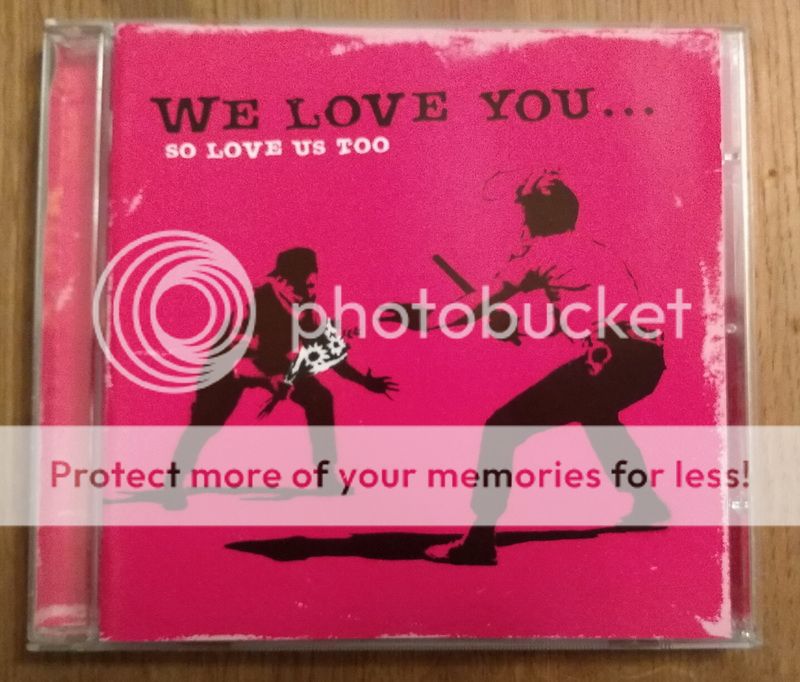 WE LOVE YOU...
SO LOVE US TOO
photobucket
Protect more of your memories for less!